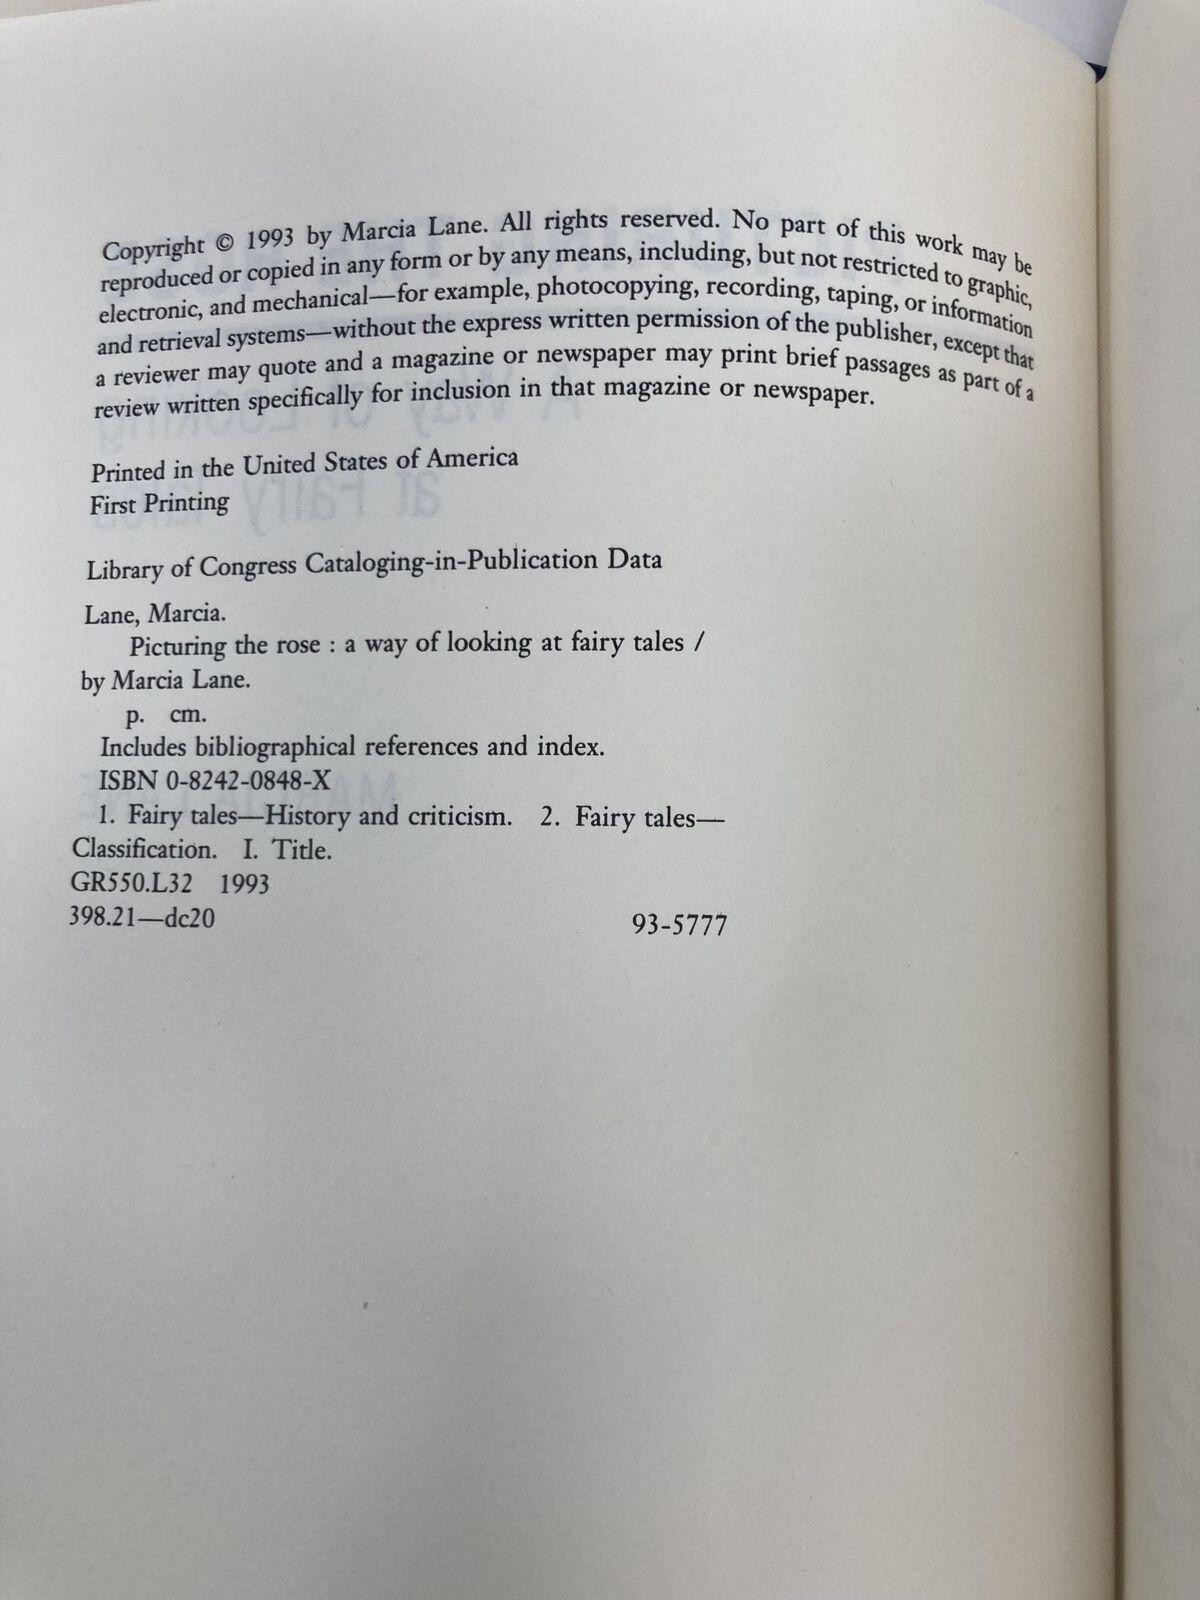 Copyright © 1993 by Marcia Lane. All rights reserved. No part of this work may be
reproduced or copied in any form or by any means, including, but not restricted to graphic,
electronic, and mechanical—for example, photocopying, recording, taping, or information
and retrieval systems—without the express written permission of the publisher, except that
a reviewer may quote and a magazine or newspaper may print brief passages as part of a
review written specifically for inclusion in that magazine or newspaper.
Printed in the United States of America
First Printing
Library of Congress Cataloging-in-Publication Data
Lane, Marcia.
Picturing the rose : a way of looking at fairy tales /
by Marcia Lane.
p. cm.
Includes bibliographical references and index.
ISBN 0-8242-0848-X
1. Fairy tales—History and criticism. 2. Fairy tales—
Classification. I. Title.
GR550.L32 1993
398.21—dc20 93-5777